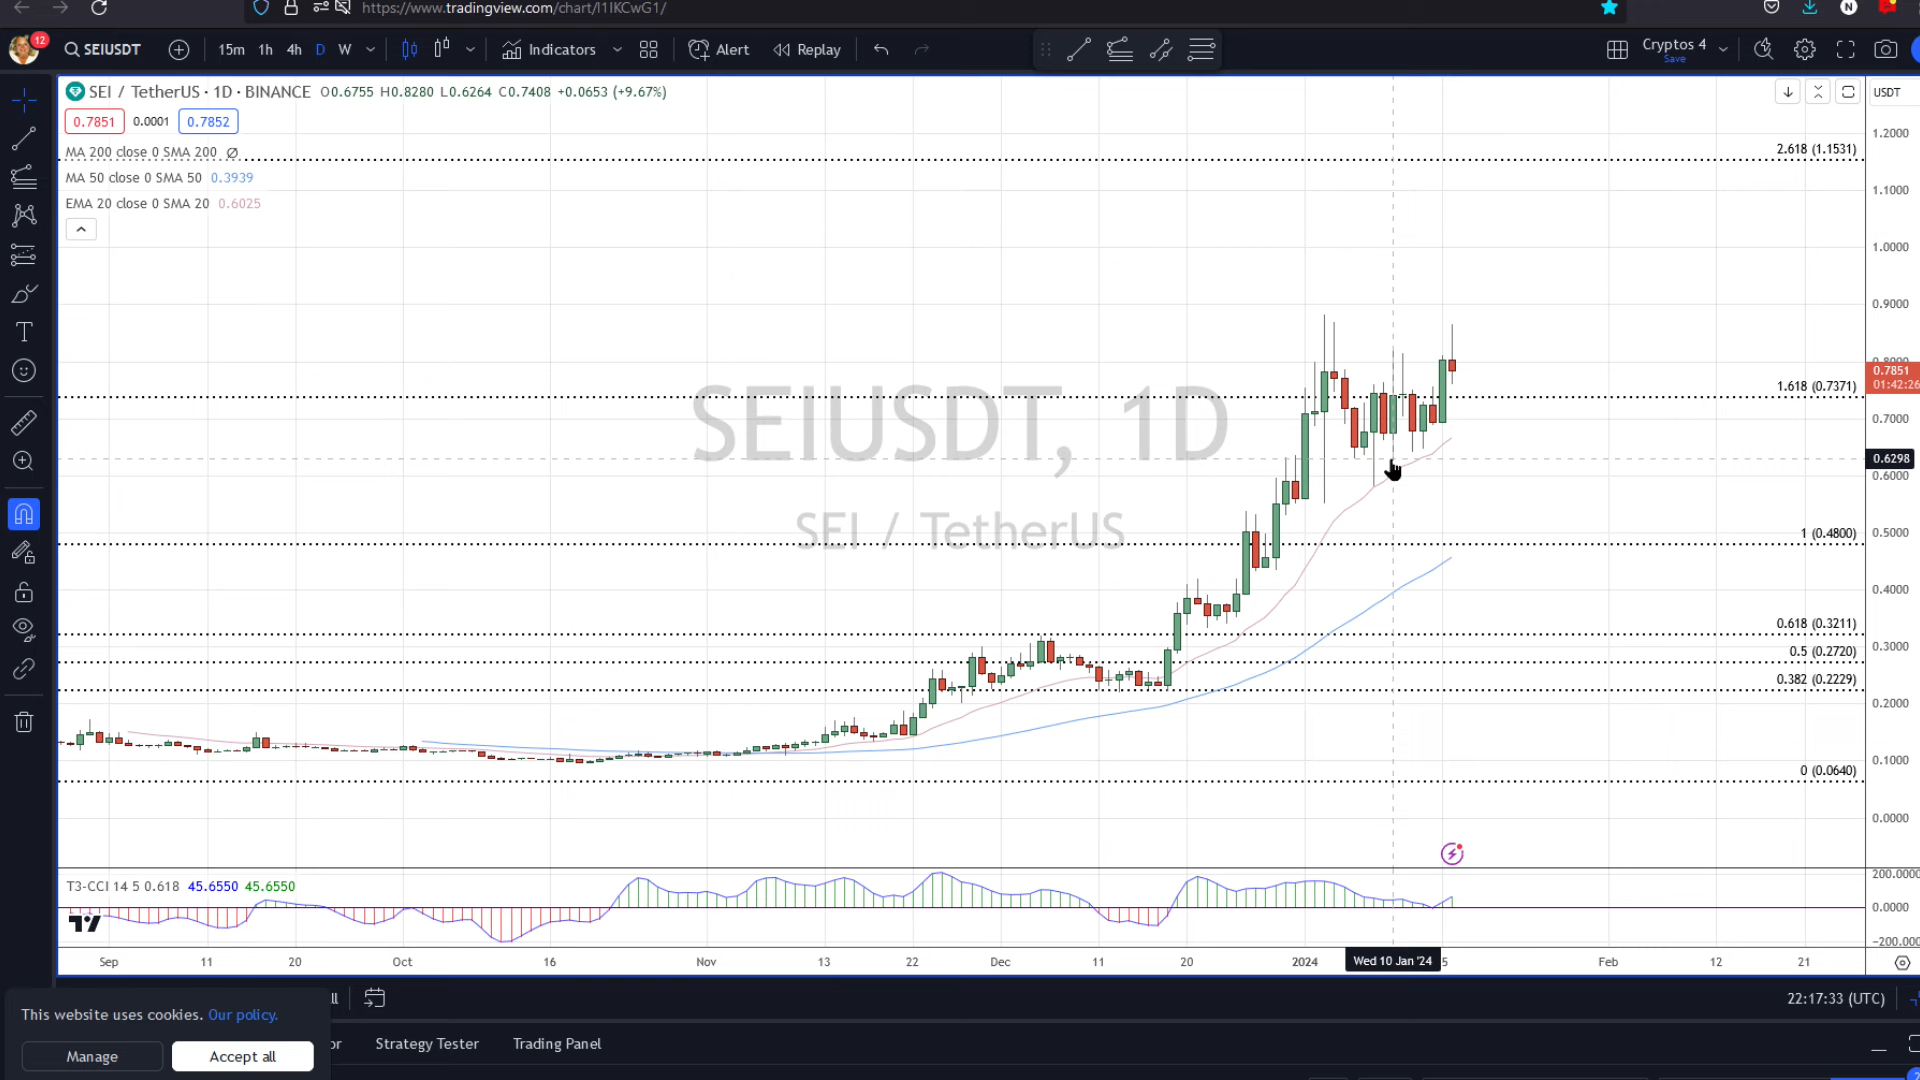 https://www.tradingview.com/chart/l1IKCwG1/
12
SEIUSDT 15m 1h 4h D W Indicators Alert Replay Cryptos 4
Save
SEI / TetherUS · 1D · BINANCE O0.6755 H0.8280 L0.6264 C0.7408 +0.0653 (+9.67%) USDT
0.7851 0.0001 0.7852
1.2000
MA 200 close 0 SMA 200 Ø
2.618 (1.1531)
MA 50 close 0 SMA 50 0.3939
1.1000
EMA 20 close 0 SMA 20 0.6025
1.0000
0.9000
0.8000
0.7851
01:42:26
1.618 (0.7371)
0.7000
SEIUSDT, 1D
0.6298
0.6000
SEI / TetherUS
1 (0.4800)
0.5000
0.4000
0.618 (0.3211)
0.3000
0.5 (0.2720)
0.382 (0.2229)
0.2000
0.1000
0 (0.0640)
0.0000
T3-CCI 14 5 0.618 45.6550 45.6550
200.0000
0.0000
-200.000
Sep 11 20 Oct 16 Nov 13 22 Dec 11 20 2024 Wed 10 Jan '24 5 Feb 12 21
ll 22:17:33 (UTC)
This website uses cookies. Our policy.
or Strategy Tester Trading Panel
Manage Accept all